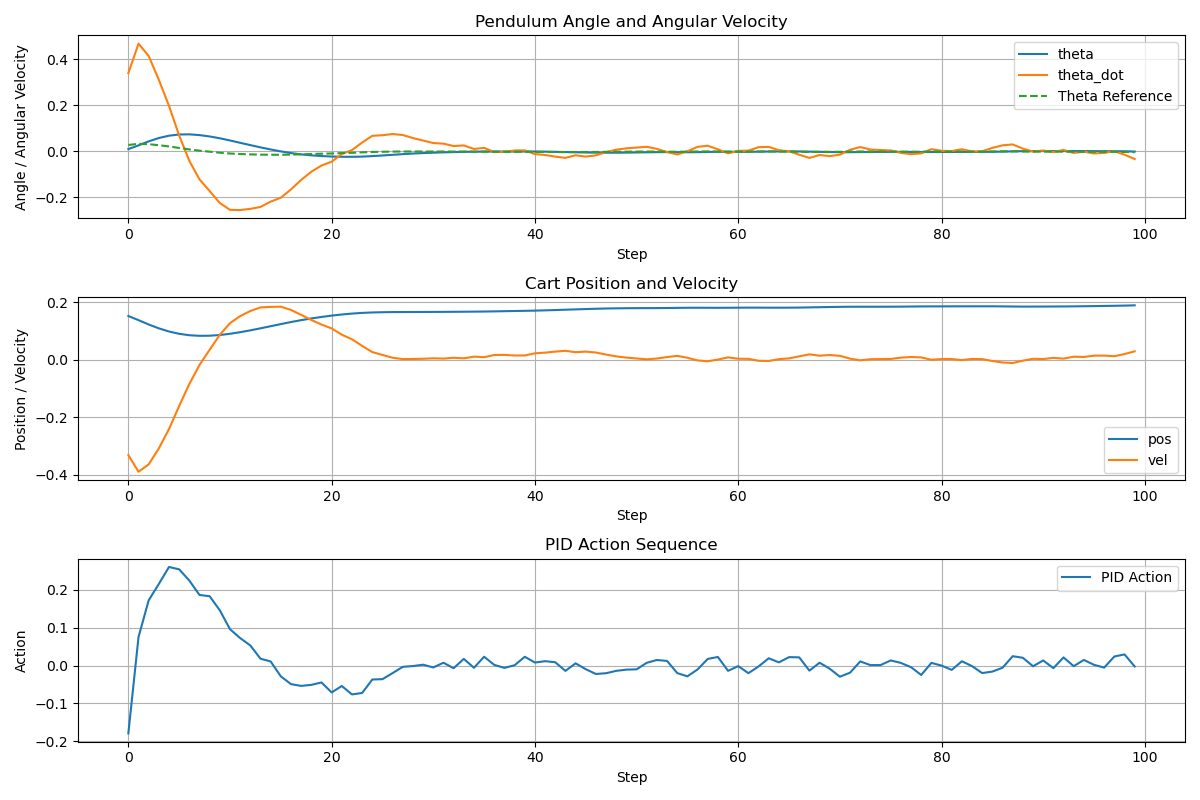 Pendulum Angle and Angular Velocity
Angle / Angular Velocity
0.4
0.2
0.0
−0.2
theta
theta_dot
Theta Reference
0 20 40 60 80 100
Step
Cart Position and Velocity
Position / Velocity
0.2
0.0
−0.2
−0.4
pos
vel
0 20 40 60 80 100
Step
PID Action Sequence
Action
0.2
0.1
0.0
−0.1
−0.2
PID Action
0 20 40 60 80 100
Step